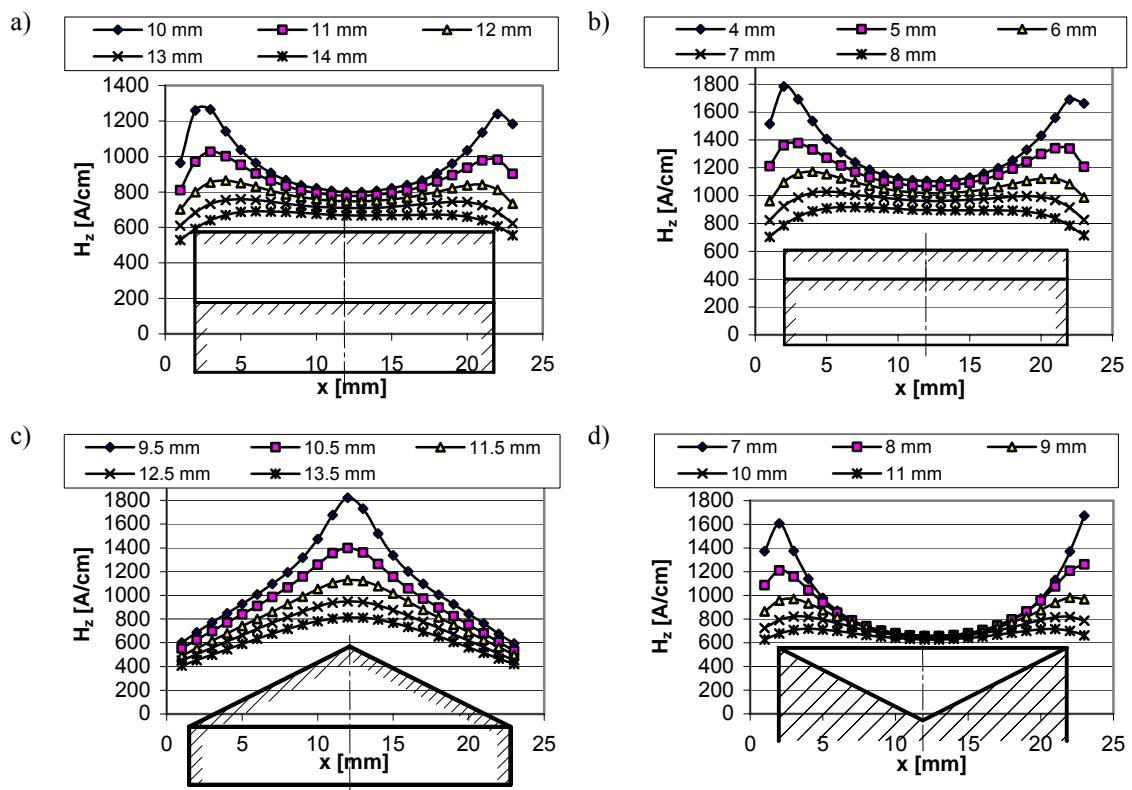 a)
10 mm 11 mm 12 mm
13 mm 14 mm
1400
1200
1000
800
600
400
200
0
H_z [A/cm]
0 5 10 15 20 25
x [mm]
b)
4 mm 5 mm 6 mm
7 mm 8 mm
1800
1600
1400
1200
1000
800
600
400
200
0
H_z [A/cm]
0 5 10 15 20 25
x [mm]
c)
9.5 mm 10.5 mm 11.5 mm
12.5 mm 13.5 mm
1800
1600
1400
1200
1000
800
600
400
200
0
H_z [A/cm]
0 5 10 15 20 25
x [mm]
d)
7 mm 8 mm 9 mm
10 mm 11 mm
1800
1600
1400
1200
1000
800
600
400
200
0
H_z [A/cm]
0 5 10 15 20 25
x [mm]